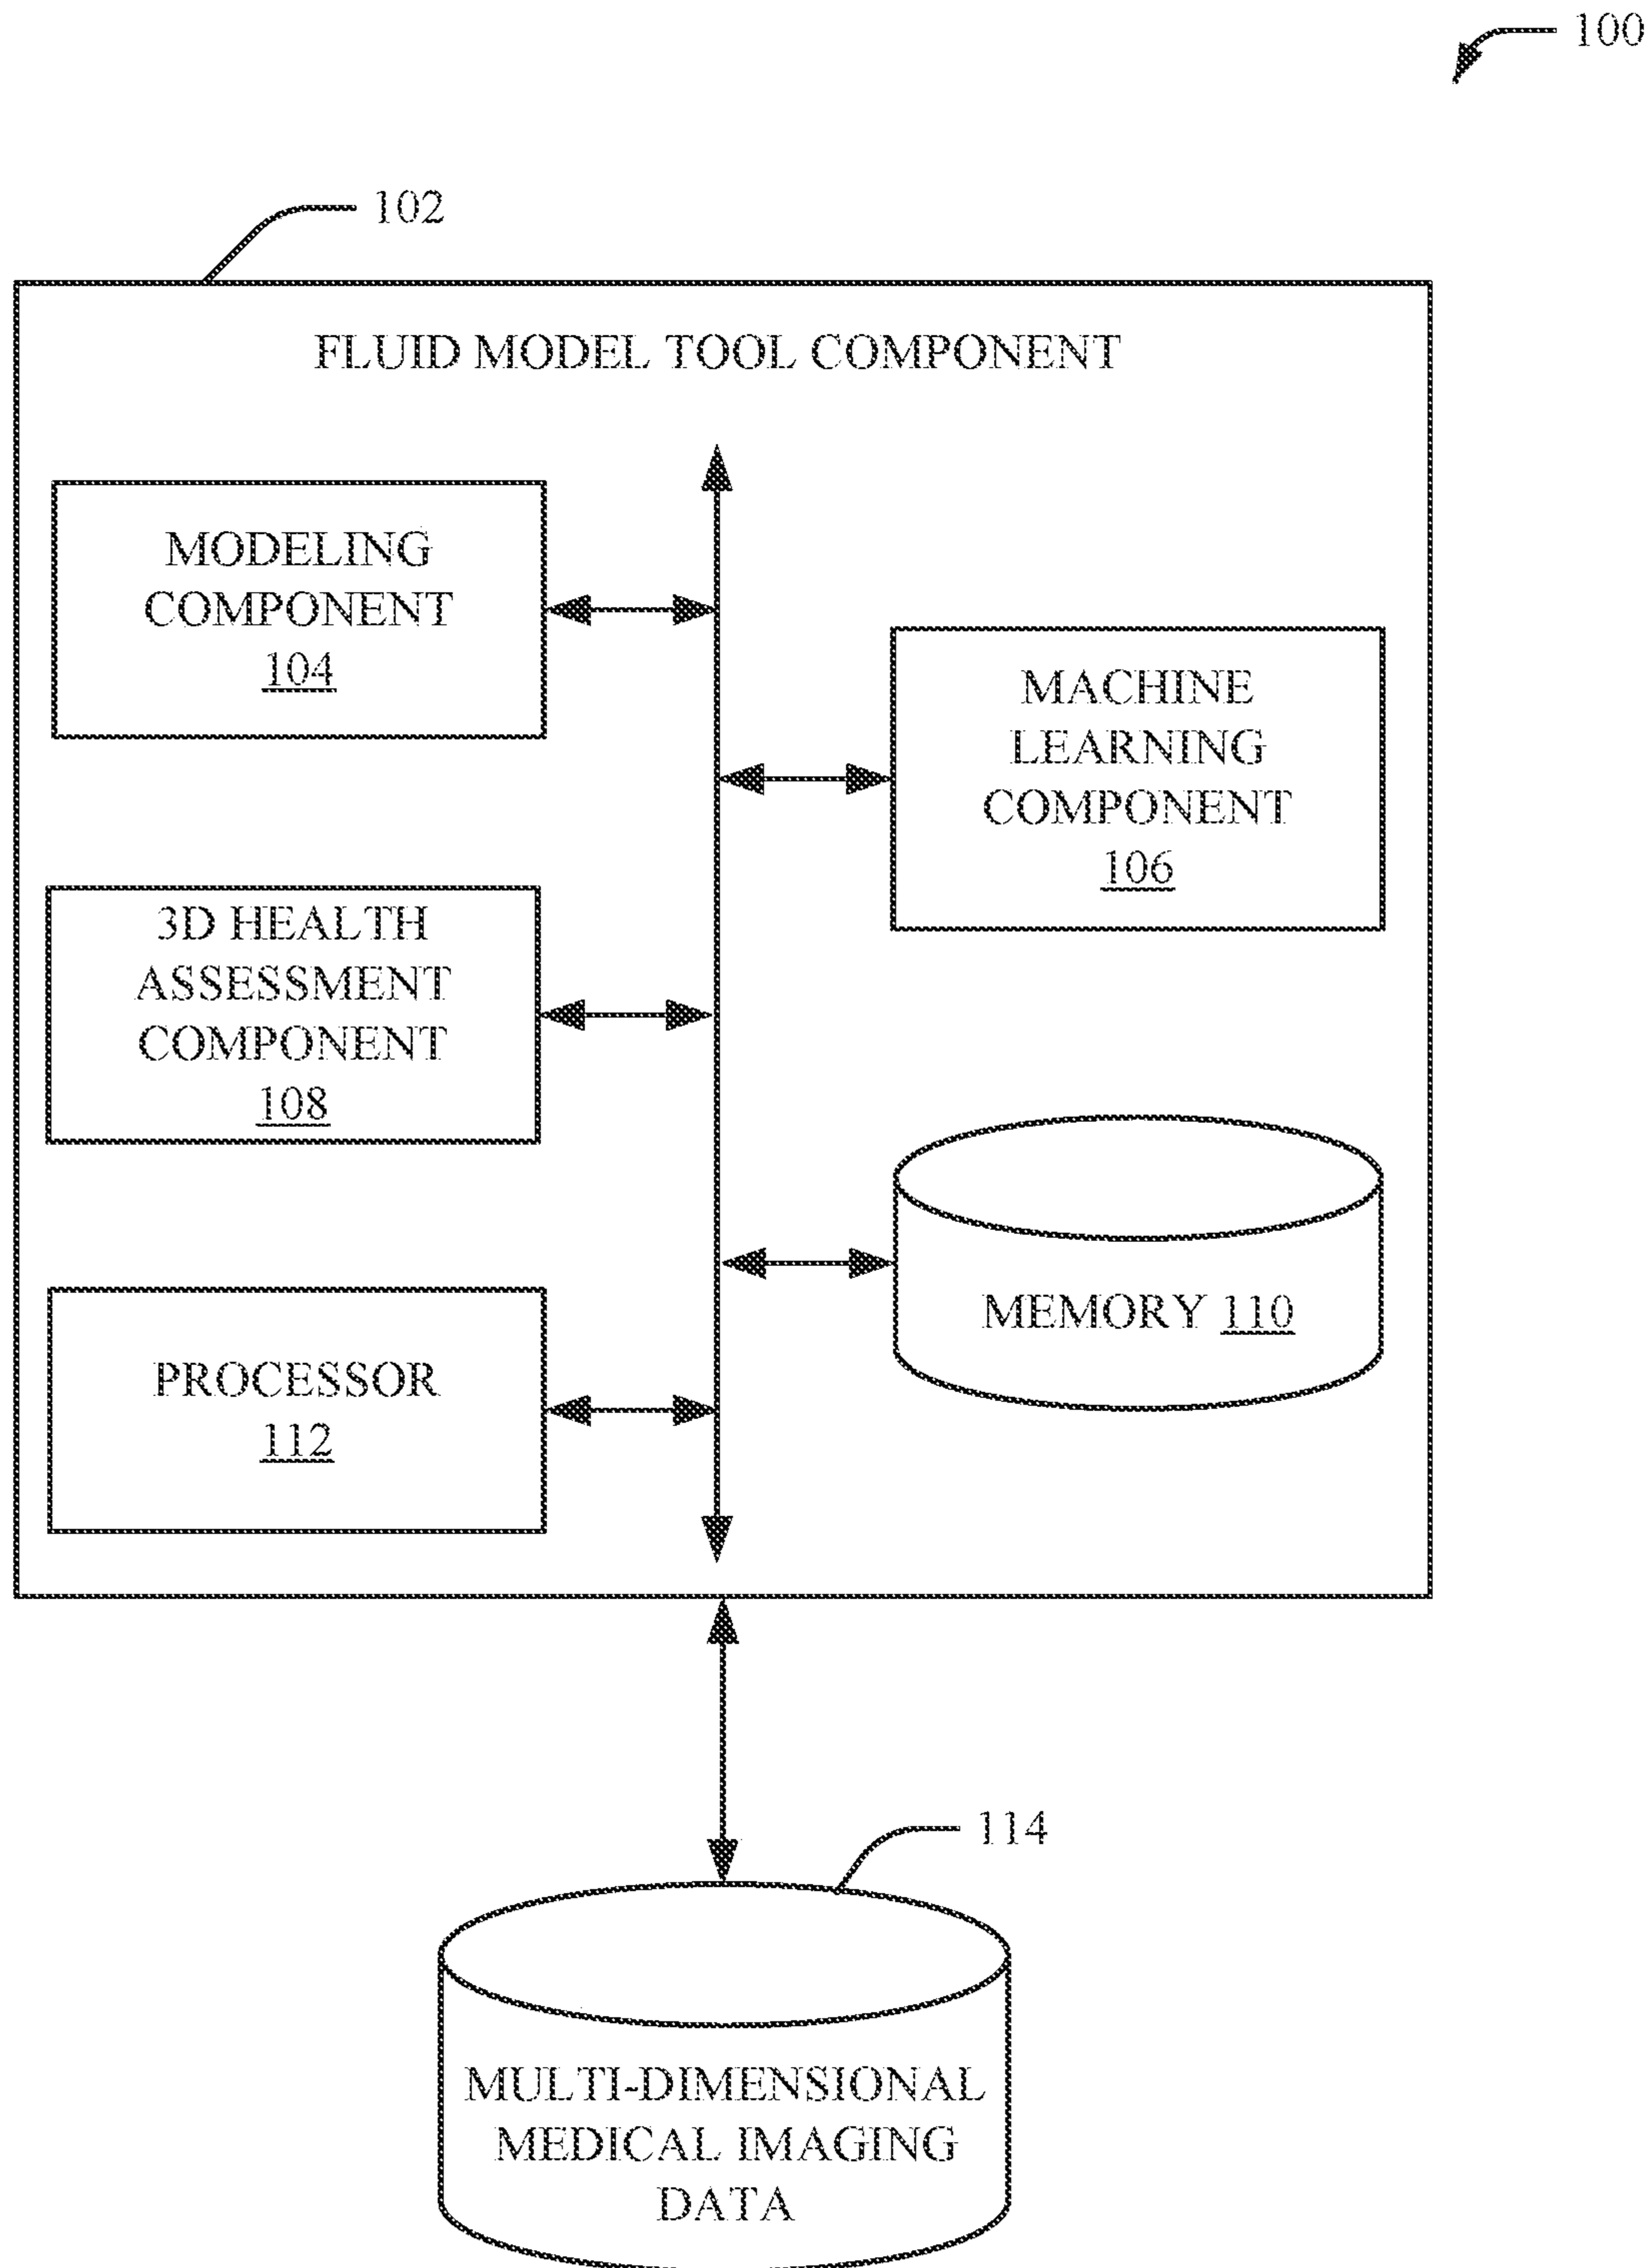 100
102
FLUID MODEL TOOL COMPONENT
MODELING
COMPONENT
104
MACHINE
LEARNING
COMPONENT
106
3D HEALTH
ASSESSMENT
COMPONENT
108
MEMORY 110
PROCESSOR
112
114
MULTI-DIMENSIONAL
MEDICAL IMAGING
DATA